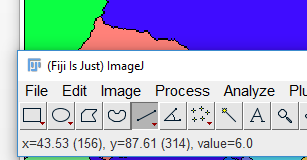 (Fiji Is Just) ImageJ
File Edit Image Process Analyze Plu
A
x=43.53 (156), y=87.61 (314), value=6.0